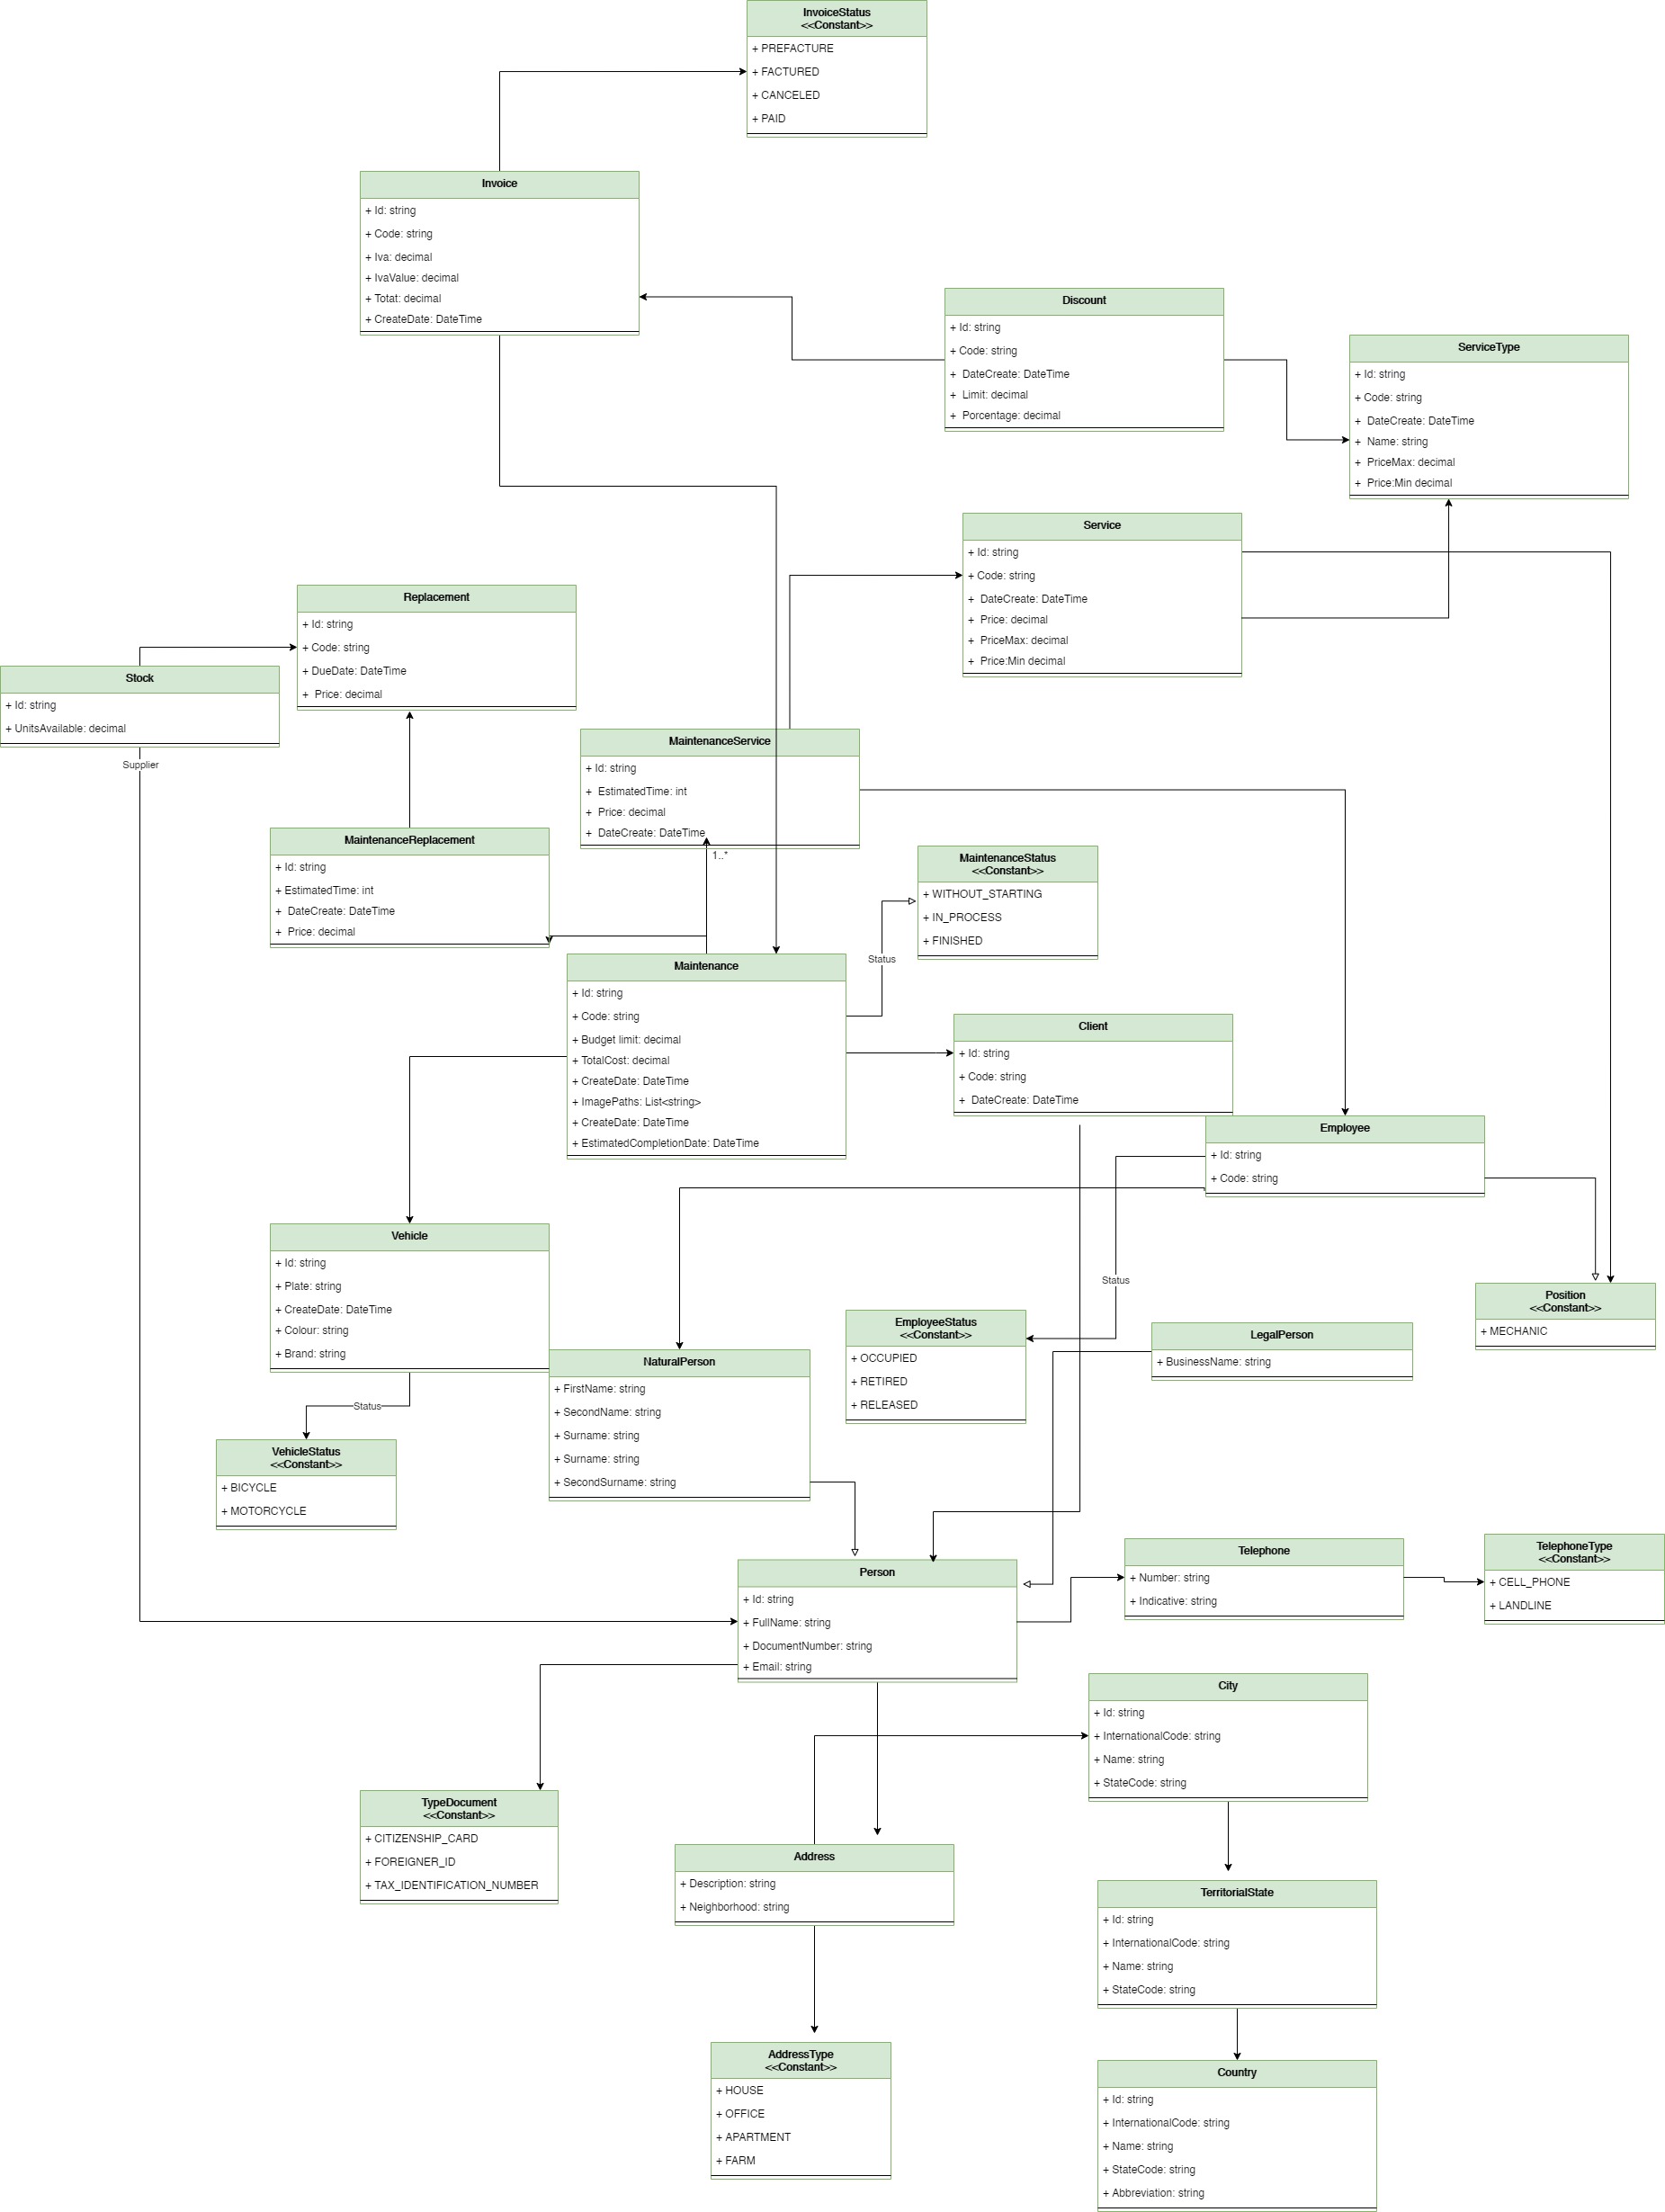 InvoiceStatus
<<Constant>>
+ PREFACTURE
+ FACTURED
+ CANCELED
+ PAID
Invoice
+ Id: string
+ Code: string
+ Iva: decimal
+ IvaValue: decimal
+ Totat: decimal
+ CreateDate: DateTime
Discount
+ Id: string
+ Code: string
+ DateCreate: DateTime
+ Limit: decimal
+ Porcentage: decimal
ServiceType
+ Id: string
+ Code: string
+ DateCreate: DateTime
+ Name: string
+ PriceMax: decimal
+ Price:Min decimal
Service
+ Id: string
+ Code: string
+ DateCreate: DateTime
+ Price: decimal
+ PriceMax: decimal
+ Price:Min decimal
Replacement
+ Id: string
+ Code: string
+ DueDate: DateTime
+ Price: decimal
Stock
+ Id: string
+ UnitsAvailable: decimal
Supplier
MaintenanceService
+ Id: string
+ EstimatedTime: int
+ Price: decimal
+ DateCreate: DateTime
1..*
MaintenanceReplacement
+ Id: string
+ EstimatedTime: int
+ DateCreate: DateTime
+ Price: decimal
MaintenanceStatus
<<Constant>>
+ WITHOUT_STARTING
+ IN_PROCESS
+ FINISHED
Status
Maintenance
+ Id: string
+ Code: string
+ Budget limit: decimal
+ TotalCost: decimal
+ CreateDate: DateTime
+ ImagePaths: List<string>
+ CreateDate: DateTime
+ EstimatedCompletionDate: DateTime
Client
+ Id: string
+ Code: string
+ DateCreate: DateTime
Employee
+ Id: string
+ Code: string
Status
Vehicle
+ Id: string
+ Plate: string
+ CreateDate: DateTime
+ Colour: string
+ Brand: string
Status
Position
<<Constant>>
+ MECHANIC
EmployeeStatus
<<Constant>>
+ OCCUPIED
+ RETIRED
+ RELEASED
LegalPerson
+ BusinessName: string
NaturalPerson
+ FirstName: string
+ SecondName: string
+ Surname: string
+ Surname: string
+ SecondSurname: string
VehicleStatus
<<Constant>>
+ BICYCLE
+ MOTORCYCLE
Person
+ Id: string
+ FullName: string
+ DocumentNumber: string
+ Email: string
Telephone
+ Number: string
+ Indicative: string
TelephoneType
<<Constant>>
+ CELL_PHONE
+ LANDLINE
City
+ Id: string
+ InternationalCode: string
+ Name: string
+ StateCode: string
TypeDocument
<<Constant>>
+ CITIZENSHIP_CARD
+ FOREIGNER_ID
+ TAX_IDENTIFICATION_NUMBER
Address
+ Description: string
+ Neighborhood: string
TerritorialState
+ Id: string
+ InternationalCode: string
+ Name: string
+ StateCode: string
AddressType
<<Constant>>
+ HOUSE
+ OFFICE
+ APARTMENT
+ FARM
Country
+ Id: string
+ InternationalCode: string
+ Name: string
+ StateCode: string
+ Abbreviation: string